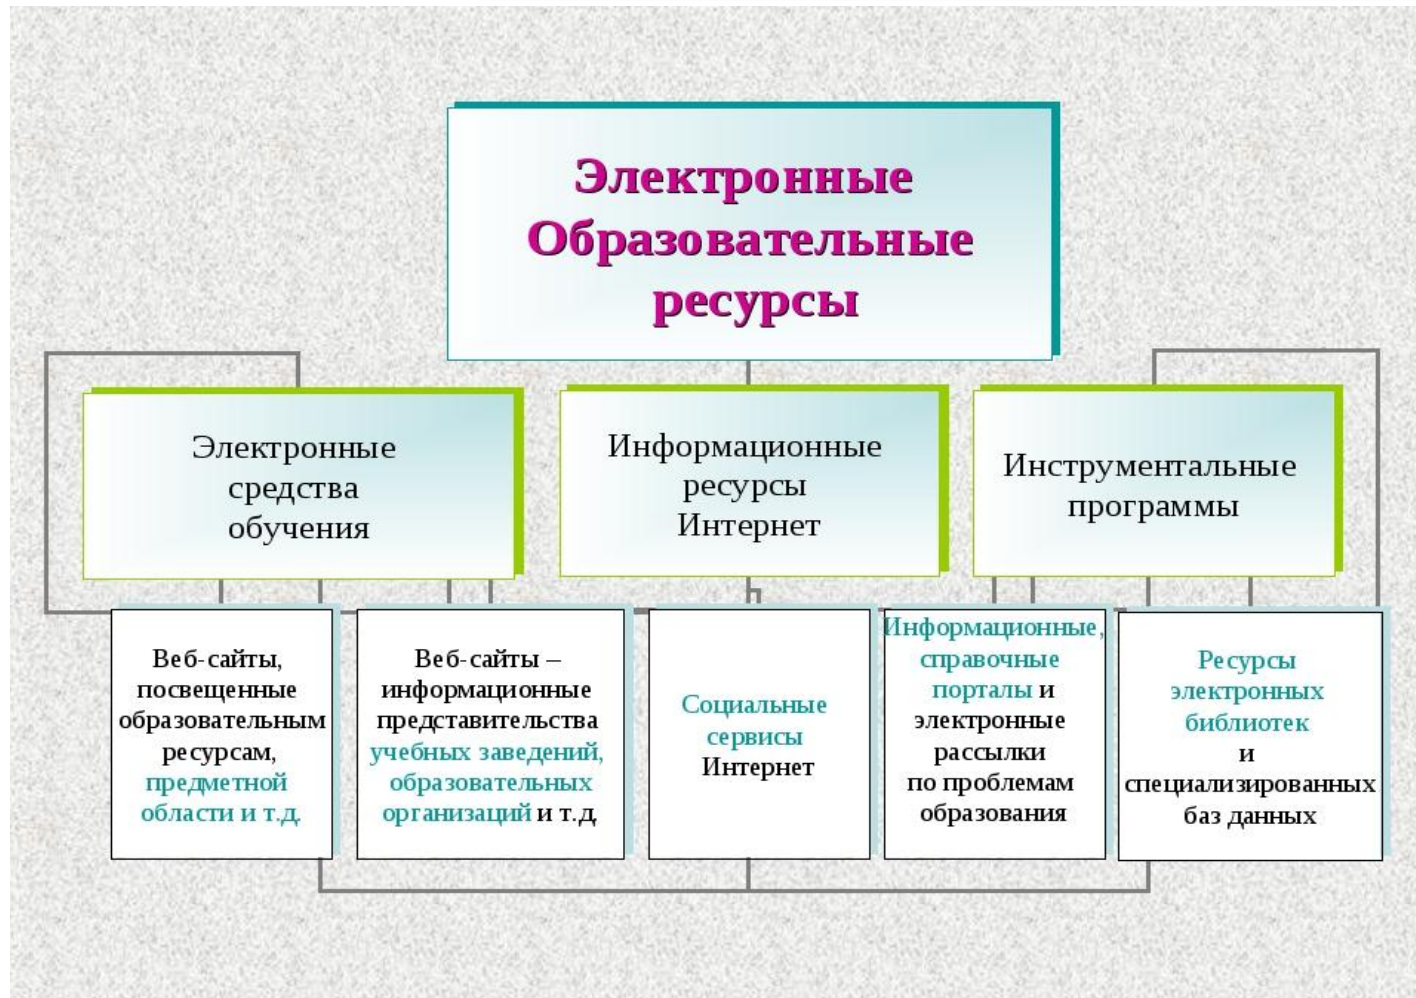 Электронные
Образовательные
ресурсы
Электронные
средства
обучения
Информационные
ресурсы
Интернет
Инструментальные
программы
Веб-сайты,
посвещенные
образовательным
ресурсам,
предметной
области и т.д.
Веб-сайты –
информационные
представительства
учебных заведений,
образовательных
организаций и т.д.
Социальные
сервисы
Интернет
Информационные,
справочные
порталы и
электронные
рассылки
по проблемам
образования
Ресурсы
электронных
библиотек
и
специализированных
баз данных